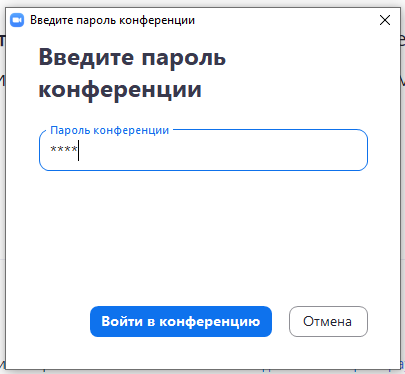 Введите пароль конференции
Введите пароль
конференции
Пароль конференции
****
Войти в конференцию
Отмена